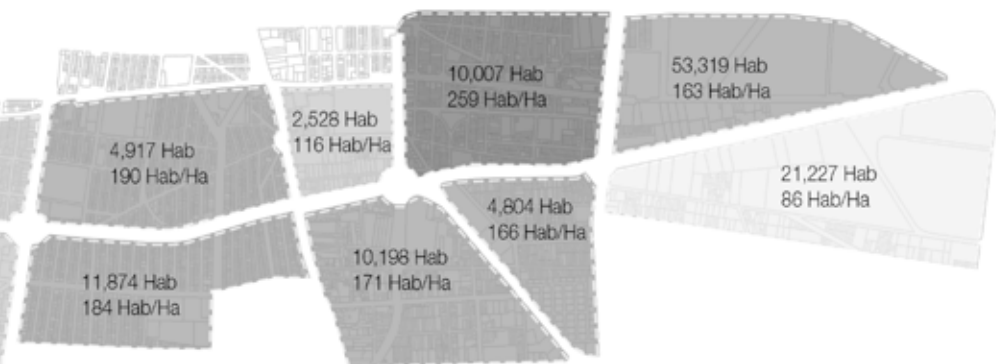 10,007 Hab
259 Hab/Ha
53,319 Hab
163 Hab/Ha
2,528 Hab
116 Hab/Ha
4,917 Hab
190 Hab/Ha
21,227 Hab
86 Hab/Ha
4,804 Hab
166 Hab/Ha
10,198 Hab
171 Hab/Ha
11,874 Hab
184 Hab/Ha